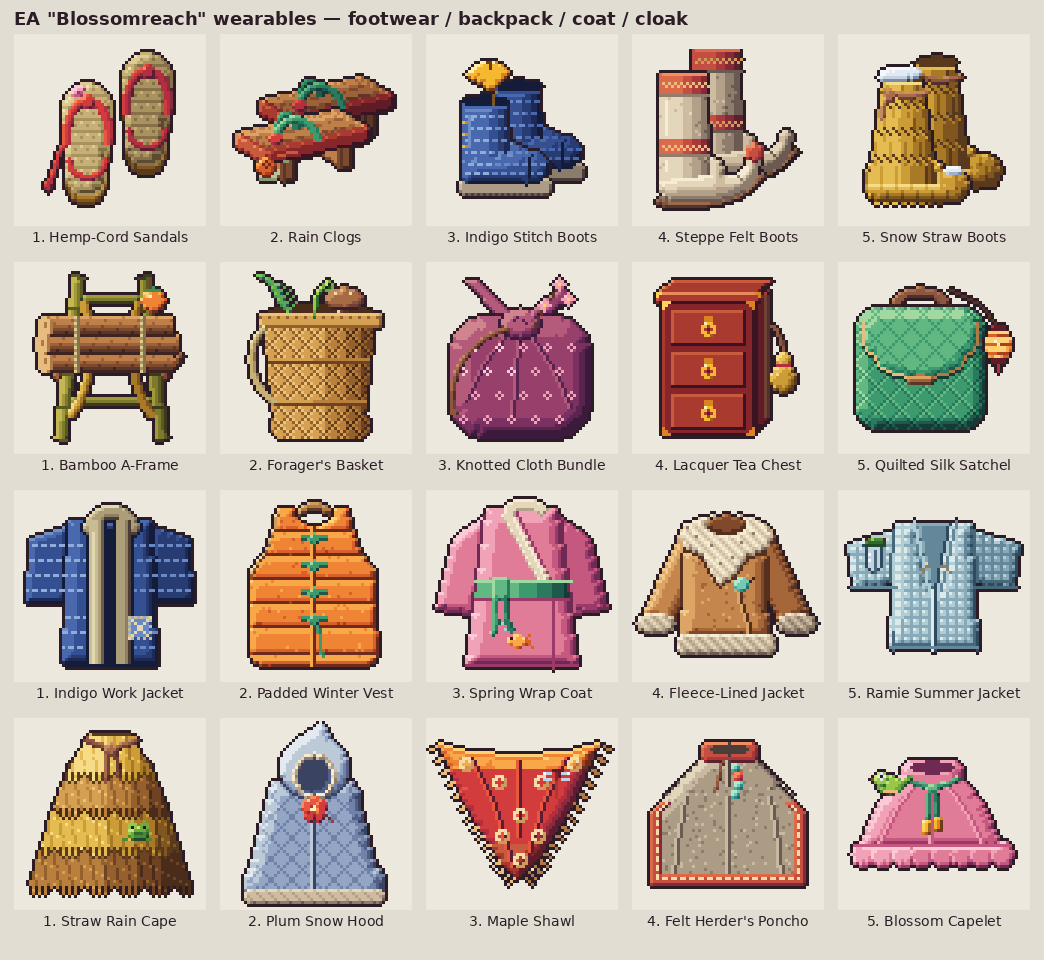 EA "Blossomreach" wearables — footwear / backpack / coat / cloak
1. Hemp-Cord Sandals
2. Rain Clogs
3. Indigo Stitch Boots
4. Steppe Felt Boots
5. Snow Straw Boots
1. Bamboo A-Frame
2. Forager's Basket
3. Knotted Cloth Bundle
4. Lacquer Tea Chest
5. Quilted Silk Satchel
1. Indigo Work Jacket
2. Padded Winter Vest
3. Spring Wrap Coat
4. Fleece-Lined Jacket
5. Ramie Summer Jacket
1. Straw Rain Cape
2. Plum Snow Hood
3. Maple Shawl
4. Felt Herder's Poncho
5. Blossom Capelet